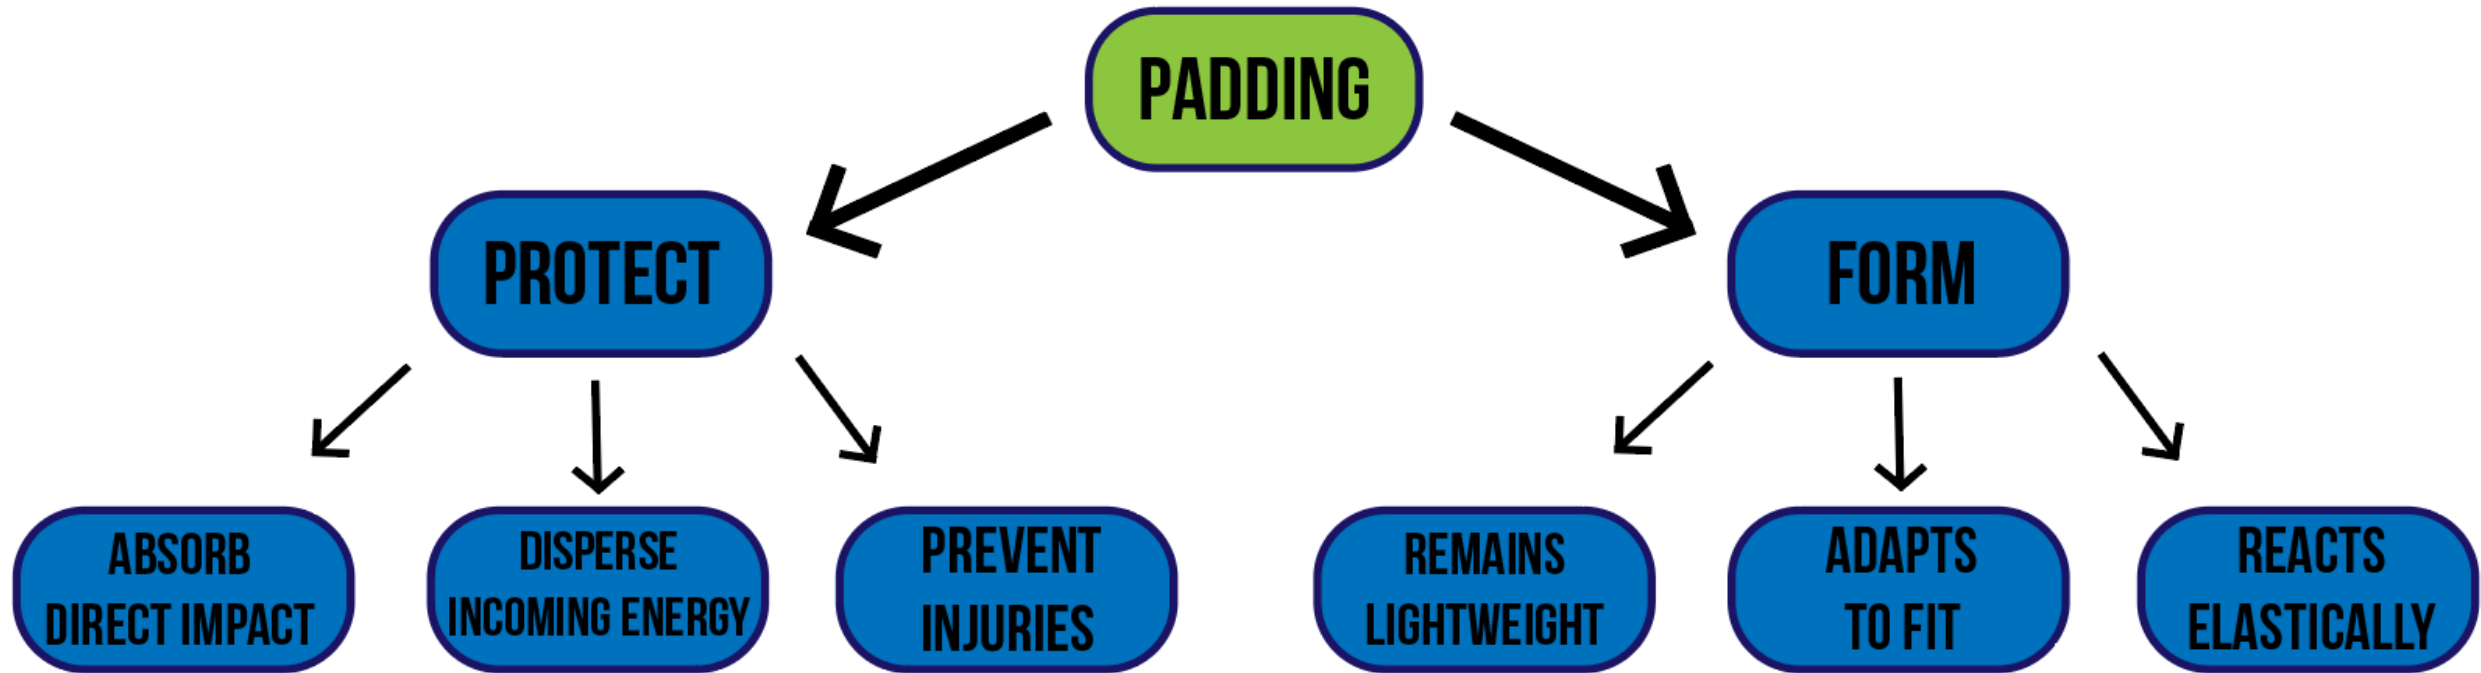 PADDING
PROTECT
FORM
ABSORB
DIRECT IMPACT
DISPERSE
INCOMING ENERGY
PREVENT
INJURIES
REMAINS
LIGHTWEIGHT
ADAPTS
TO FIT
REACTS
ELASTICALLY